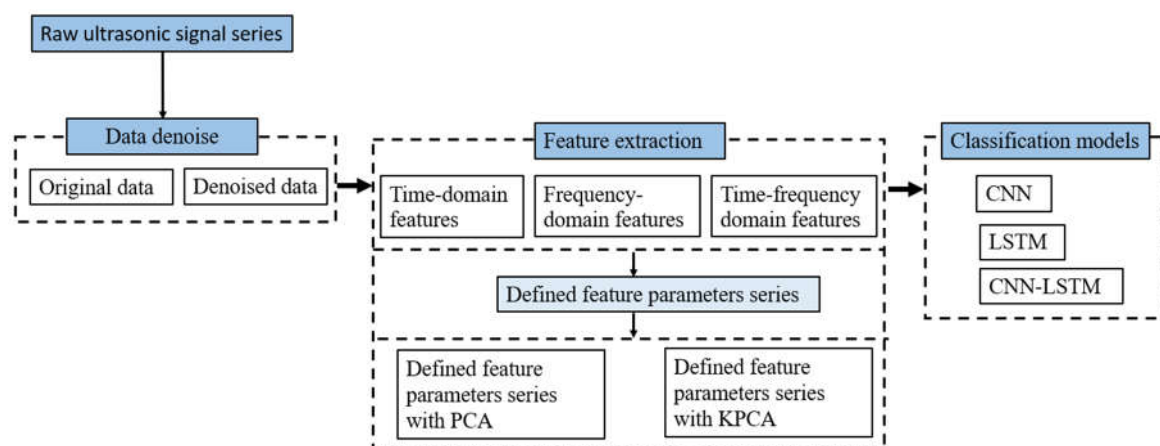 Raw ultrasonic signal series
Data denoise
Original data
Denoised data
Feature extraction
Time-domain
features
Frequency-
domain features
Time-frequency
domain features
Defined feature parameters series
Defined feature
parameters series
with PCA
Defined feature
parameters series
with KPCA
Classification models
CNN
LSTM
CNN-LSTM